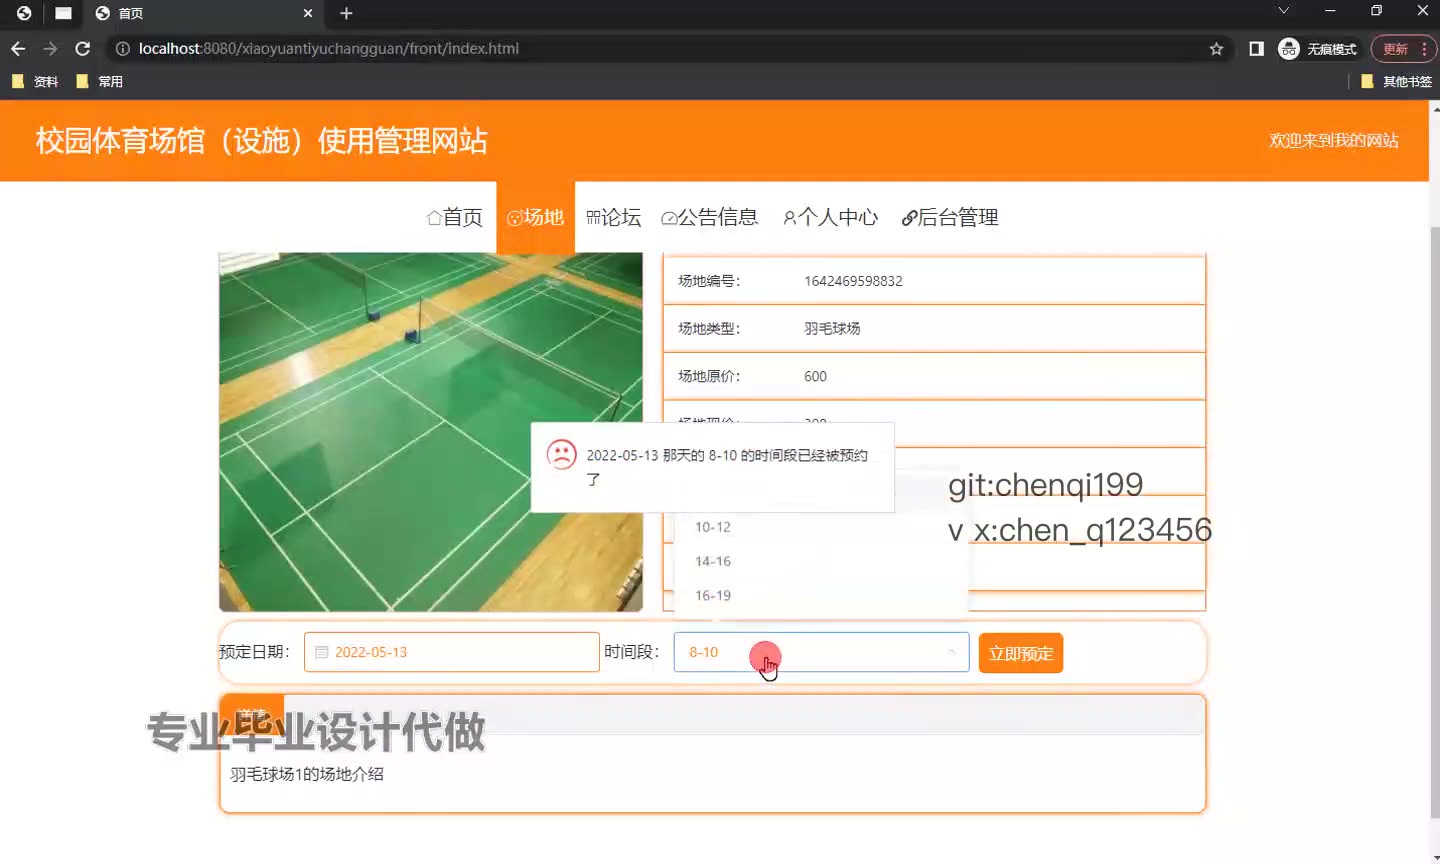 首页
localhost:8080/xiaoyuantiyuchangguan/front/index.html
无痕模式
更新
资料
常用
其他书签
校园体育场馆（设施）使用管理网站
欢迎来到我的网站
首页
场地
论坛
公告信息
个人中心
后台管理
场地编号：
1642469598832
场地类型：
羽毛球场
场地原价：
600
2022-05-13 那天的 8-10 的时间段已经被预约
了
git:chenqi199
v x:chen_q123456
10-12
14-16
16-19
预定日期：
2022-05-13
时间段：
8-10
立即预定
专业毕业设计代做
羽毛球场1的场地介绍